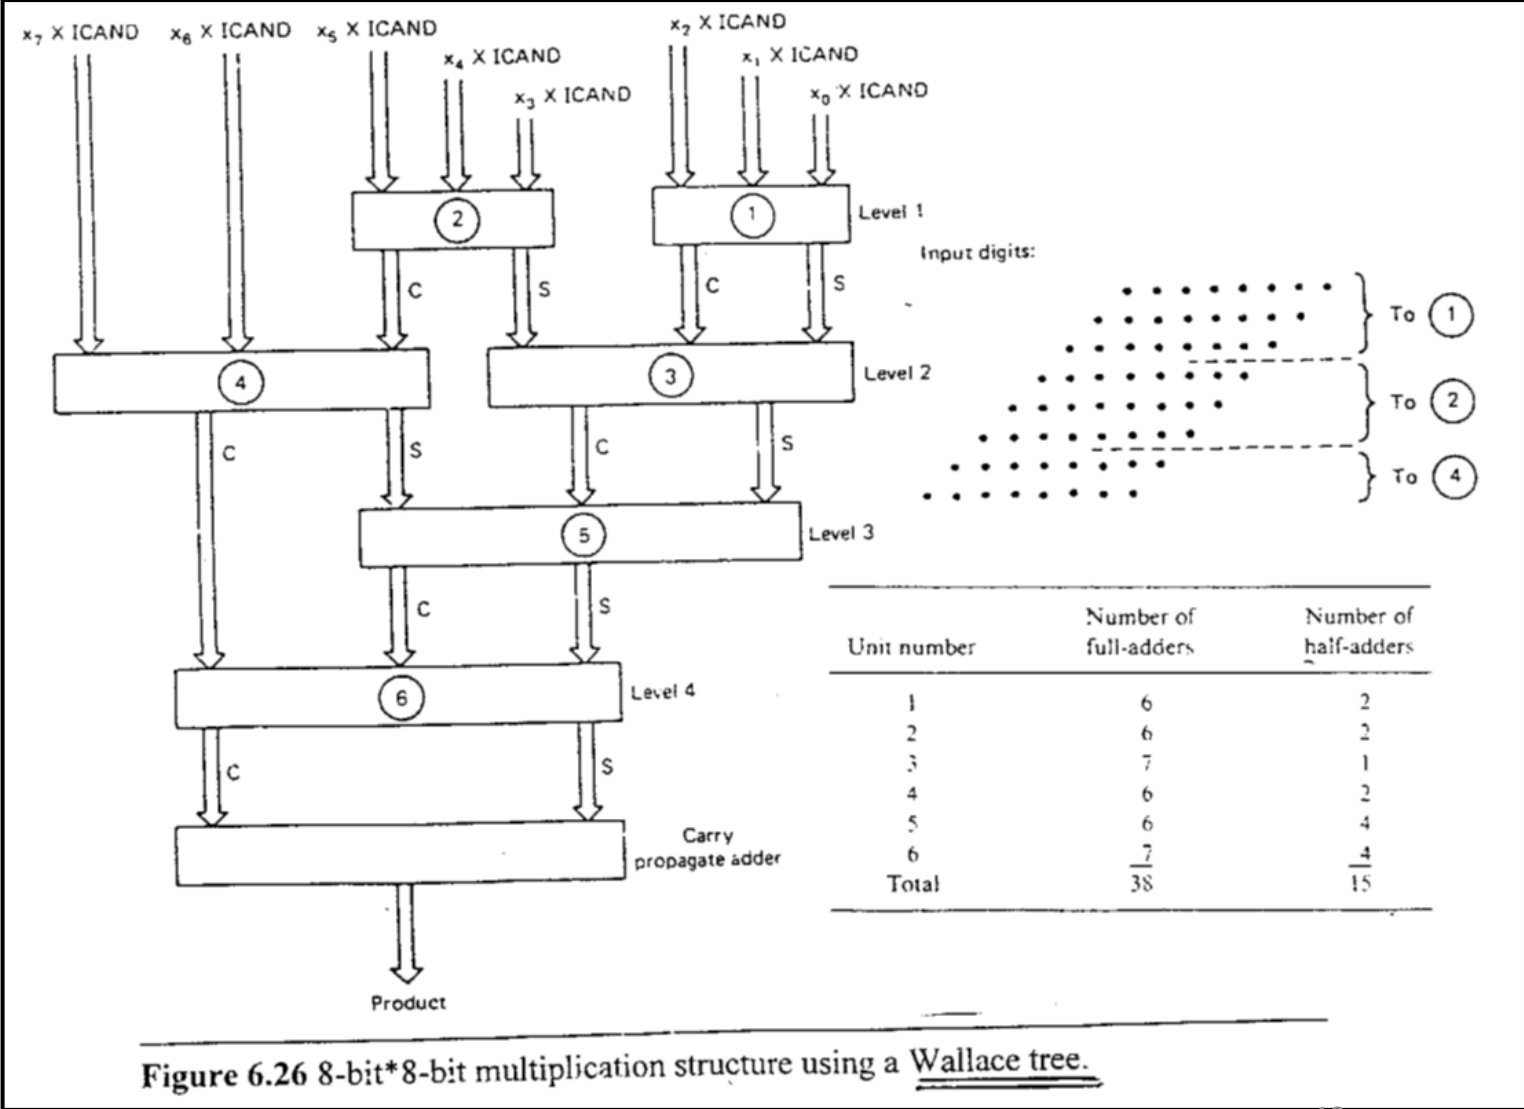 x₇ X ICAND
x₆ X ICAND
x₅ X ICAND
x₄ X ICAND
x₃ X ICAND
x₂ X ICAND
x₁ X ICAND
x₀ X ICAND
2
1
Level 1
C
S
C
S
4
3
Level 2
C
S
C
S
5
Level 3
C
S
6
Level 4
C
S
Carry
propagate adder
Product
Input digits:
To 1
To 2
To 4
Unit number Number of full-adders Number of half-adders
1 6 2
2 6 2
3 7 1
4 6 2
5 6 4
6 7 4
Total 38 15
Figure 6.26 8-bit*8-bit multiplication structure using a Wallace tree.